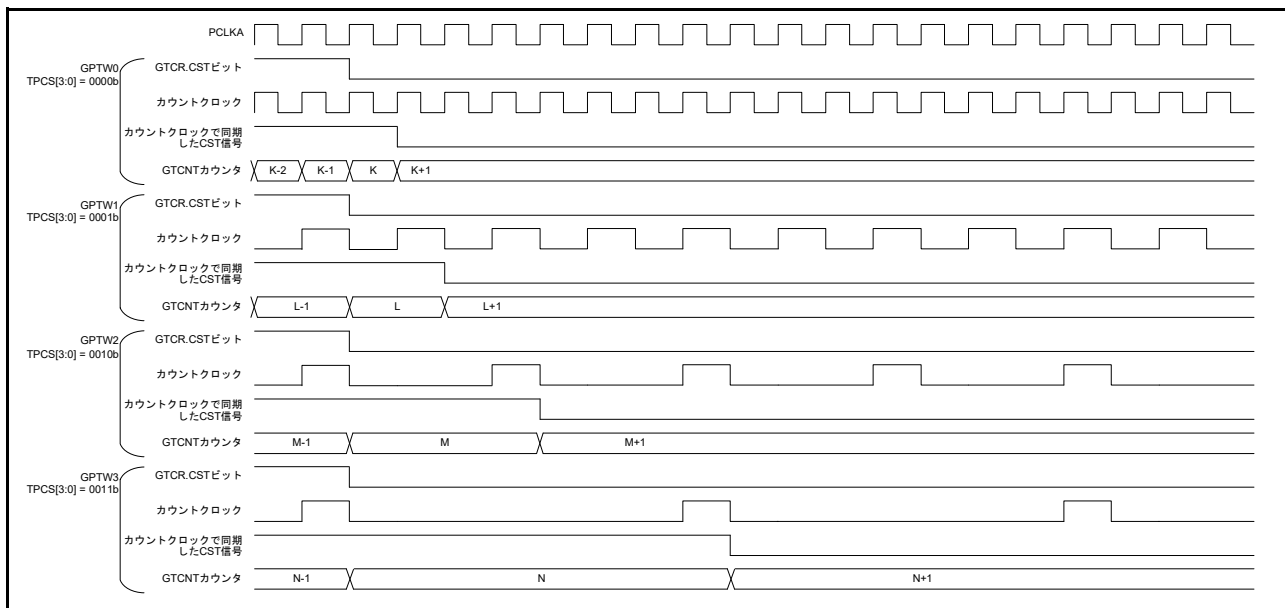 PCLKA
GPTW0
TPCS[3:0] = 0000b
GTCR.CSTビット
カウントクロック
カウントクロックで同期
したCST信号
GTCNTカウンタ
K-2 K-1 K K+1
GPTW1
TPCS[3:0] = 0001b
GTCR.CSTビット
カウントクロック
カウントクロックで同期
したCST信号
GTCNTカウンタ
L-1 L L+1
GPTW2
TPCS[3:0] = 0010b
GTCR.CSTビット
カウントクロック
カウントクロックで同期
したCST信号
GTCNTカウンタ
M-1 M M+1
GPTW3
TPCS[3:0] = 0011b
GTCR.CSTビット
カウントクロック
カウントクロックで同期
したCST信号
GTCNTカウンタ
N-1 N N+1